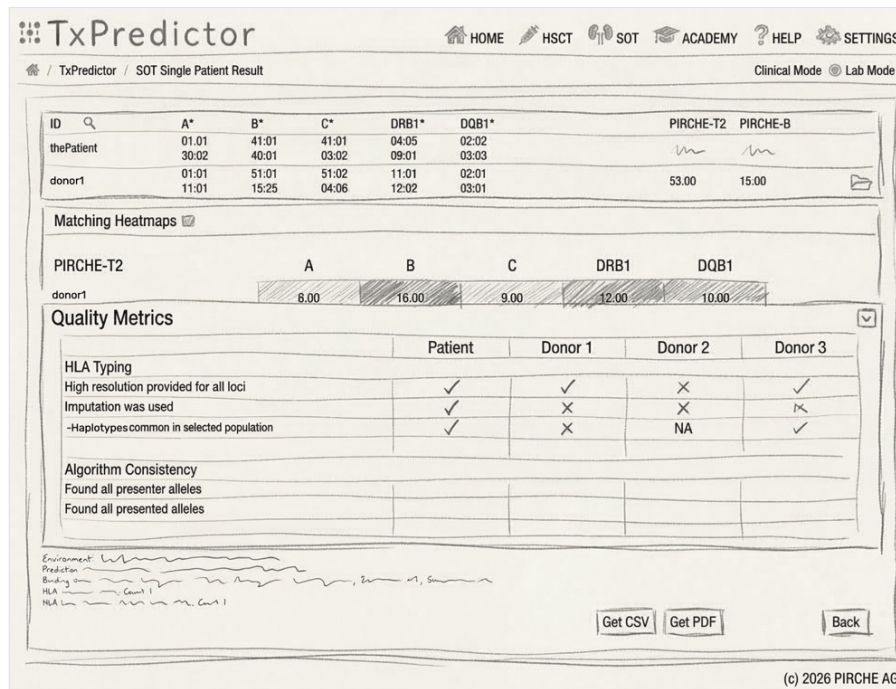 TxPredictor HOME HSCT SOT ACADEMY HELP SETTINGS
/ TxPredictor / SOT Single Patient Result Clinical Mode Lab Mode
ID A* B* C* DRB1* DQB1* PIRCHE-T2 PIRCHE-B
thePatient 01.01 41:01 41:01 04:05 02:02
30:02 40:01 03:02 09:01 03:03
donor1 01:01 51:01 51:02 11:01 02:01 53.00 15:00
11:01 15:25 04:06 12:02 03:01
Matching Heatmaps
PIRCHE-T2 A B C DRB1 DQB1
donor1 8.00 16.00 9.00 12.00 10.00
Quality Metrics
Patient Donor 1 Donor 2 Donor 3
HLA Typing
High resolution provided for all loci ✓ ✓ × ✓
Imputation was used ✓ × × ×
-Haplotypes common in selected population ✓ × NA ✓
Algorithm Consistency
Found all presenter alleles
Found all presented alleles
Environment:
Prediction
HLA
HLA
Get CSV Get PDF Back
(c) 2026 PIRCHE AG